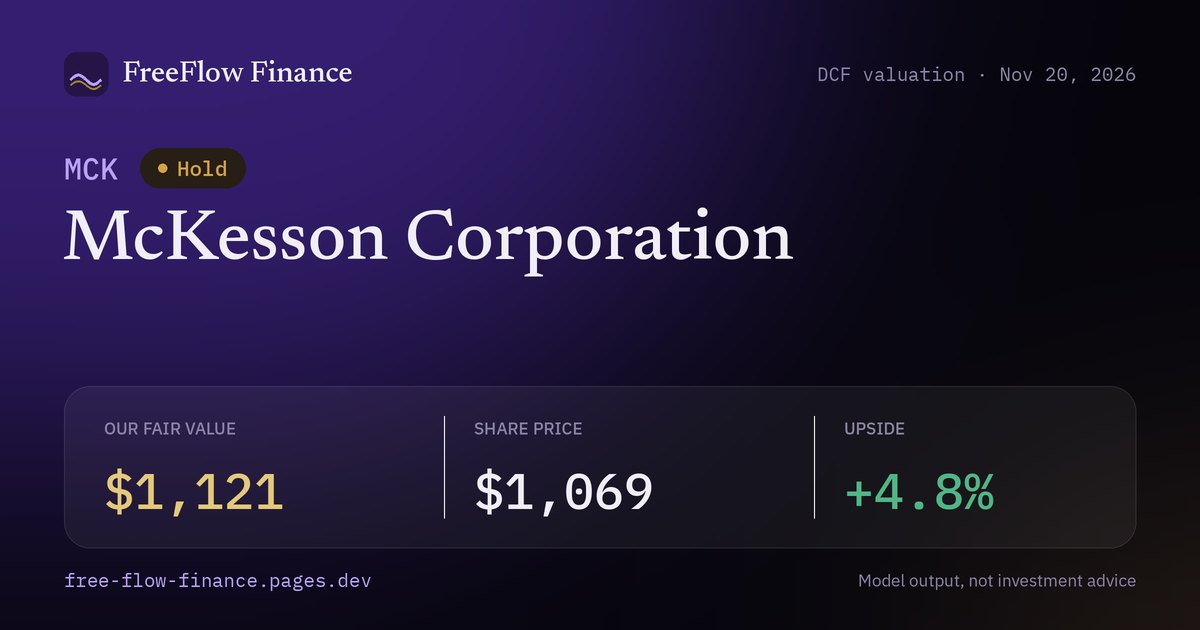 FreeFlow Finance
DCF valuation · Nov 20, 2026
MCK
Hold
McKesson Corporation
OUR FAIR VALUE
$1,121
SHARE PRICE
$1,069
UPSIDE
+4.8%
free-flow-finance.pages.dev
Model output, not investment advice